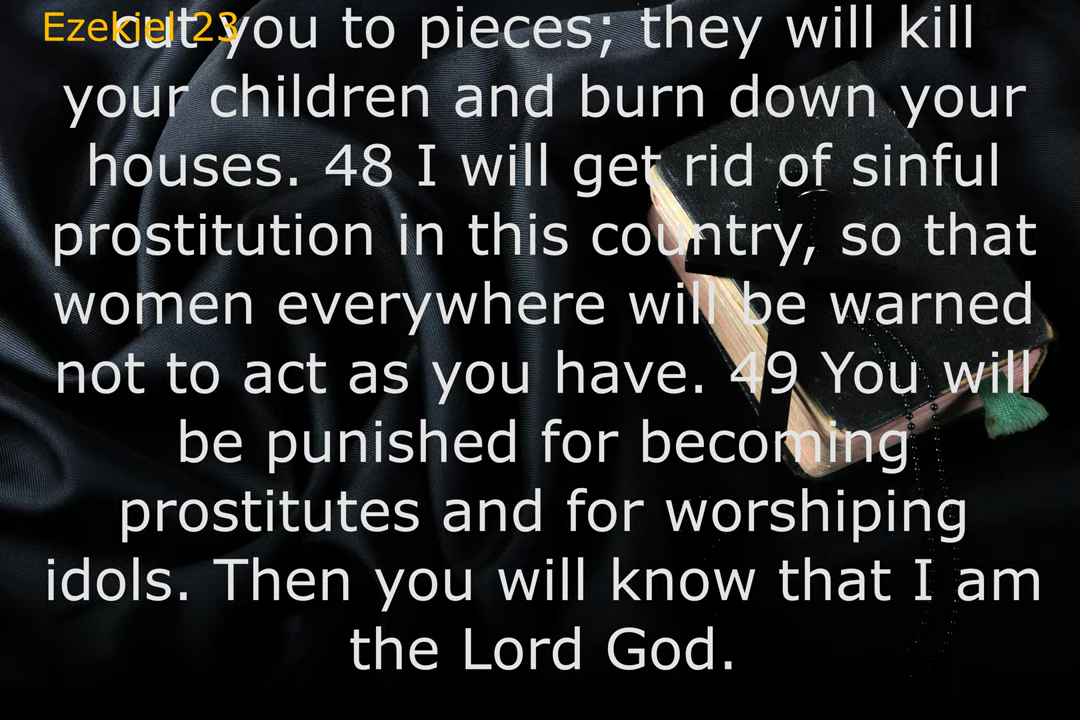 Ezekiel 23
cut you to pieces; they will kill
your children and burn down your
houses. 48 I will get rid of sinful
prostitution in this country, so that
women everywhere will be warned
not to act as you have. 49 You will
be punished for becoming
prostitutes and for worshiping
idols. Then you will know that I am
the Lord God.